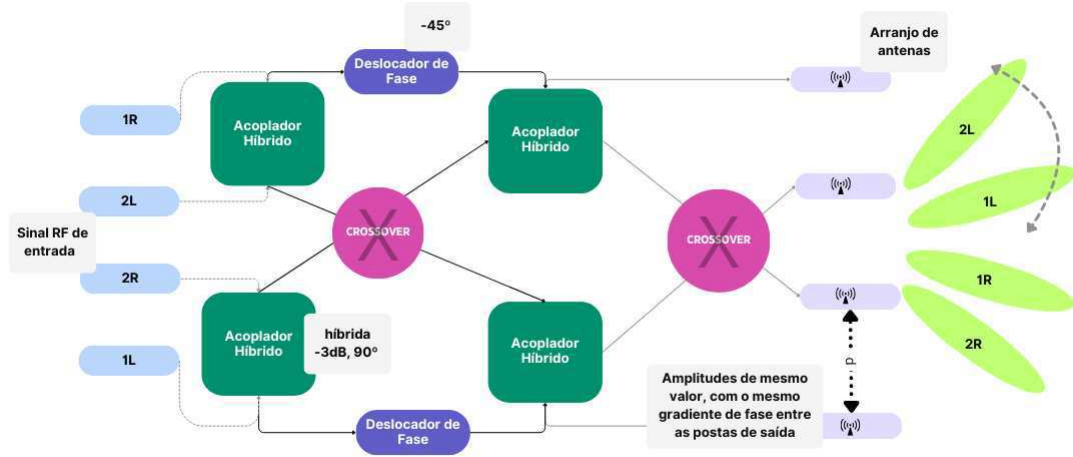 -45º
Arranjo de
antenas
Deslocador de
Fase
1R
Acoplador
Híbrido
Acoplador
Híbrido
2L
1L
2L
Sinal RF de
entrada
X
CROSSOVER
X
CROSSOVER
2R
1R
2R
Acoplador
Híbrido
híbrida
-3dB, 90º
Acoplador
Híbrido
1L
d
Amplitudes de mesmo
valor, com o mesmo
gradiente de fase entre
as postas de saída
Deslocador de
Fase